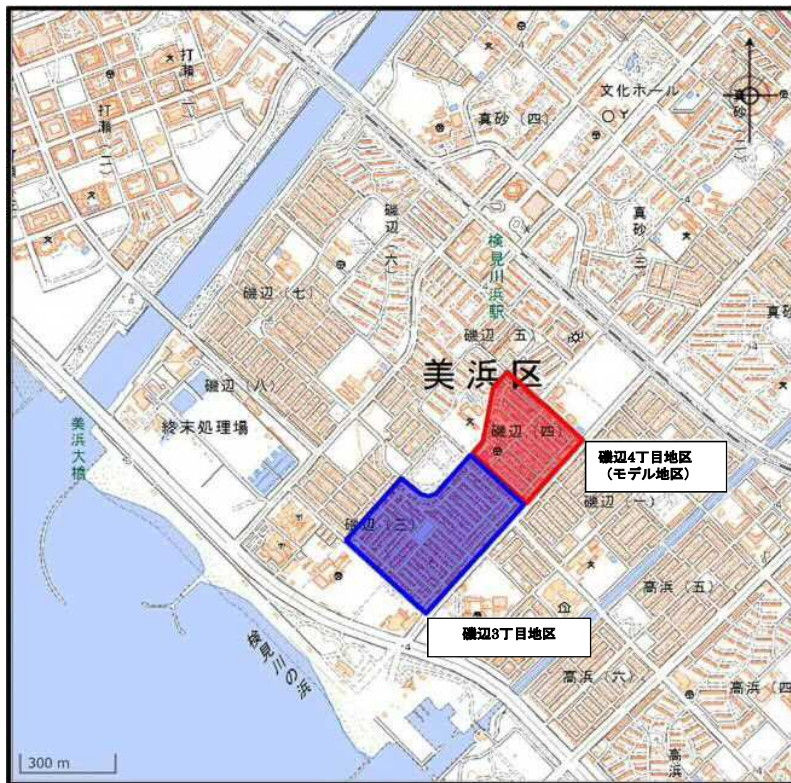 打瀬(一)
打瀬(二)
文化ホール
真砂(四)
真砂(二)
磯辺(六)
検見川浜駅
真砂(三)
磯辺(七)
磯辺(五)
美浜区
磯辺(八)
美浜大橋
終末処理場
磯辺(四)
磯辺4丁目地区
(モデル地区)
磯辺(三)
磯辺(一)
高浜(五)
磯辺3丁目地区
検見川の浜
高浜(六)
高浜(四
高浜
300 m